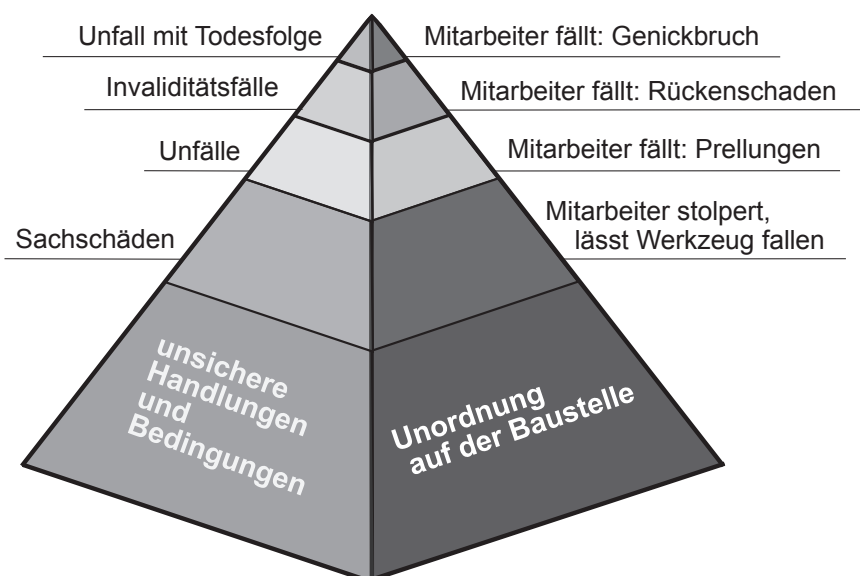 Unfall mit Todesfolge
Mitarbeiter fällt: Genickbruch
Invaliditätsfälle
Mitarbeiter fällt: Rückenschaden
Unfälle
Mitarbeiter fällt: Prellungen
Sachschäden
Mitarbeiter stolpert,
lässt Werkzeug fallen
unsichere
Handlungen
und
Bedingungen
Unordnung
auf der Baustelle